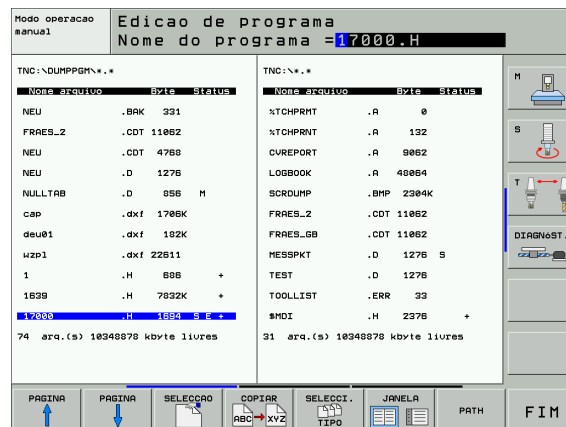 Modo operacao
manual
Edicao de programa
Nome do programa =17000.H
TNC:\DUMPPGM\*.*
Nome arquivo Byte Status
NEU .BAK 331
FRAES_2 .CDT 11062
NEU .CDT 4768
NEU .D 1276
NULLTAB .D 856 M
cap .dxf 1706K
deu01 .dxf 182K
wzpl .dxf 22611
1 .H 686 +
1639 .H 7832K +
17000 .H 1694 S E +
74 arq.(s) 10348878 kbyte livres
TNC:\*.*
Nome arquivo Byte Status
%TCHPRMT .A 0
%TCHPRNT .A 132
CVREPORT .A 9062
LOGBOOK .A 48064
SCRDUMP .BMP 2304K
FRAES_2 .CDT 11062
FRAES_GB .CDT 11062
MESSPKT .D 1276 S
TEST .D 1276
TOOLLIST .ERR 33
$MDI .H 2376 +
31 arq.(s) 10348878 kbyte livres
M
S
T
DIAGNóST.
PAGINA
PAGINA
SELECCAO
COPIAR
ABC XYZ
SELECCI.
TIPO
JANELA
PATH
FIM